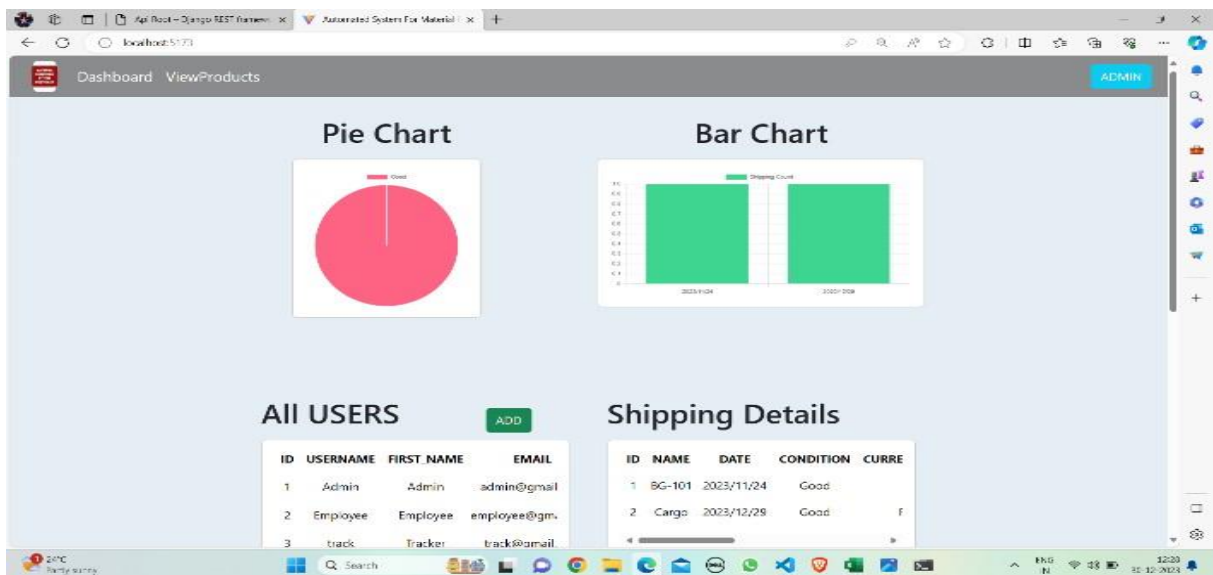 Api Root – Django REST framew
Automated System For Material
localhost:5173
Dashboard ViewProducts
ADMIN
Pie Chart
Bar Chart
Good
Shipping Count
2023/11/24
All USERS
ADD
Shipping Details
ID USERNAME FIRST_NAME EMAIL
1 Admin Admin admin@gmail
2 Employee Employee employee@gm.
3 track Tracker track@gmail
ID NAME DATE CONDITION CURRE
1 BG-101 2023/11/24 Good
2 Cargo 2023/12/29 Good
24°C
Partly sunny
Search
ENG
IN
12:20